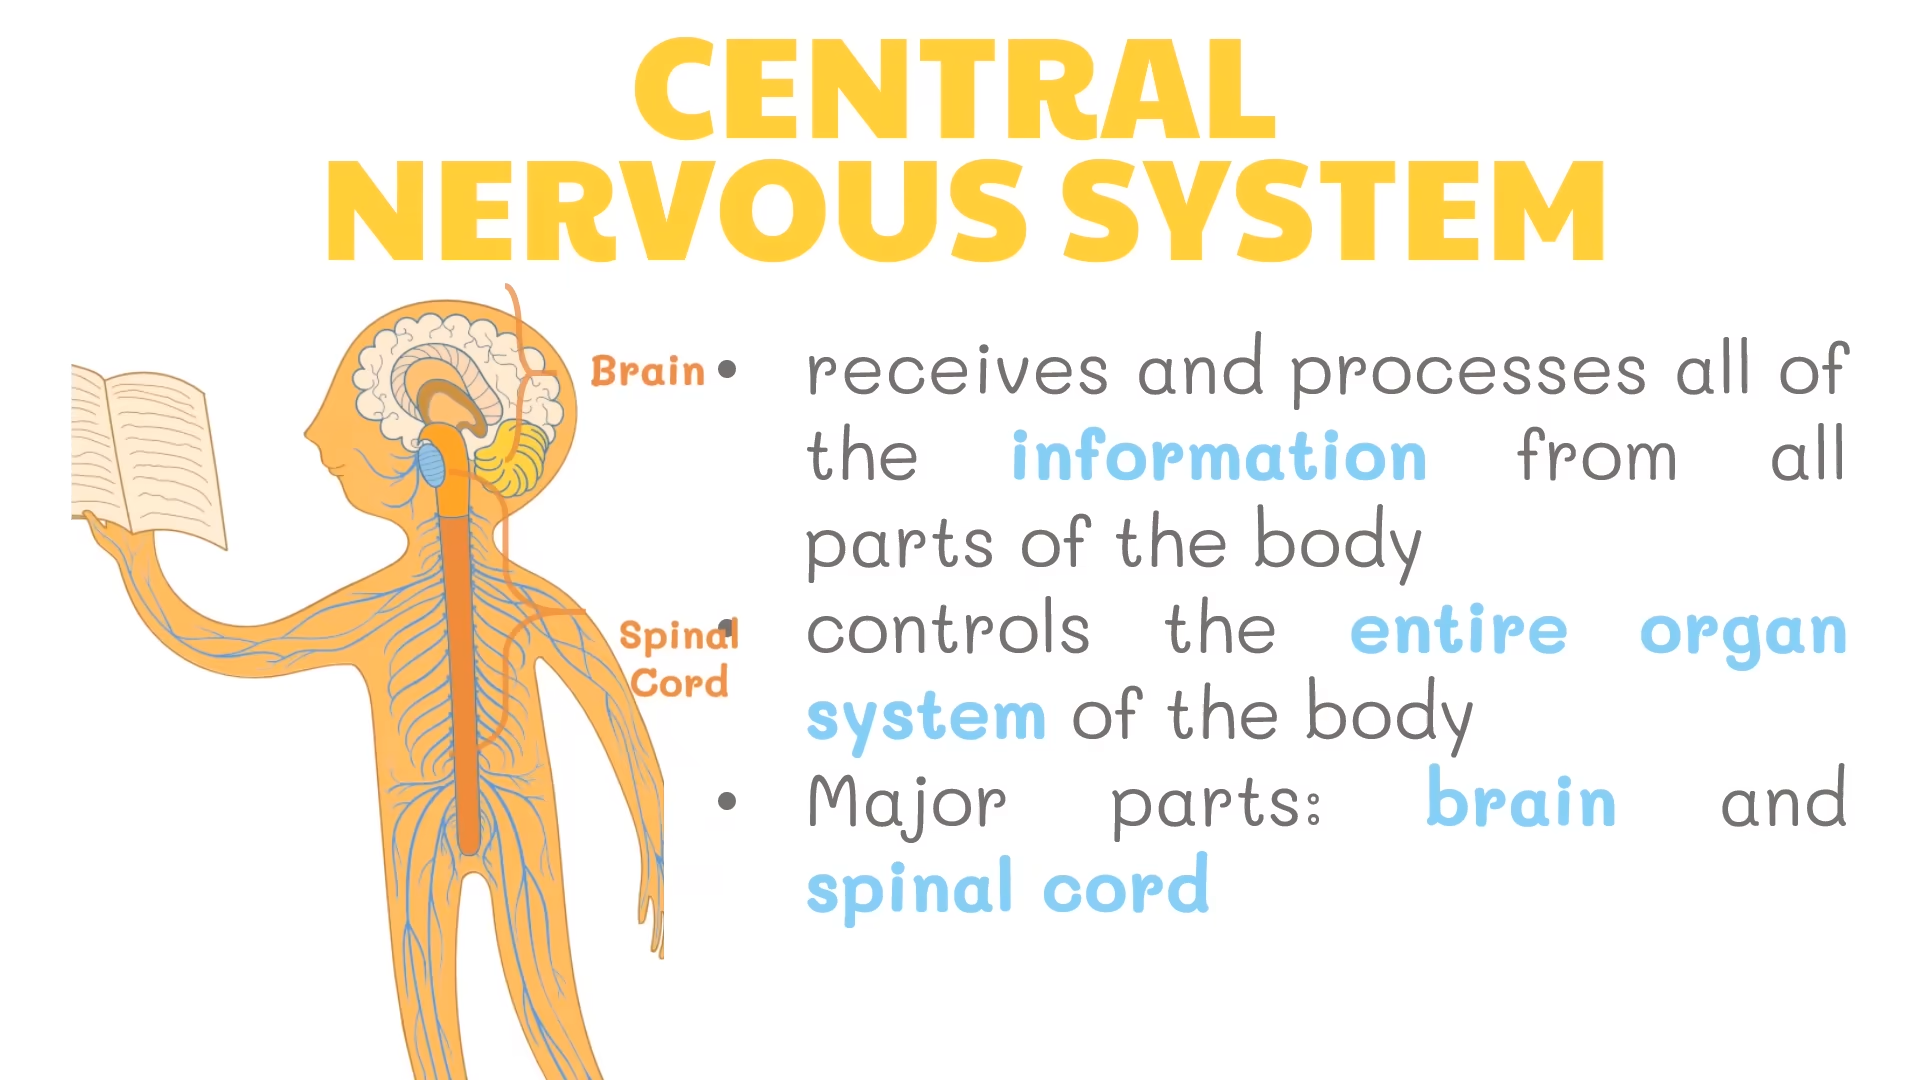 CENTRAL
NERVOUS SYSTEM
Brain
Spinal
Cord
• receives and processes all of
the information from all
parts of the body
• controls the entire organ
system of the body
• Major parts: brain and
spinal cord